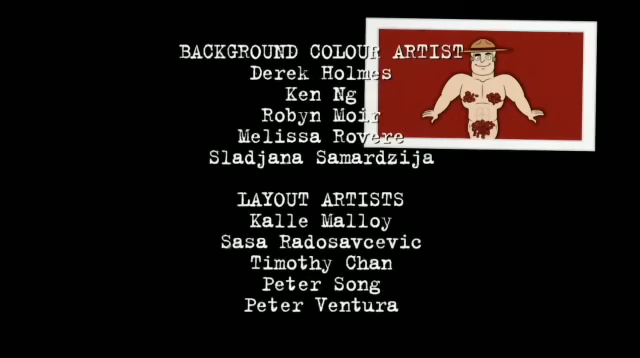 BACKGROUND COLOUR ARTIST
Derek Holmes
Ken Ng
Robyn Moir
Melissa Rovere
Sladjana Samardzija
LAYOUT ARTISTS
Kalle Malloy
Sasa Radosavcevic
Timothy Chan
Peter Song
Peter Ventura